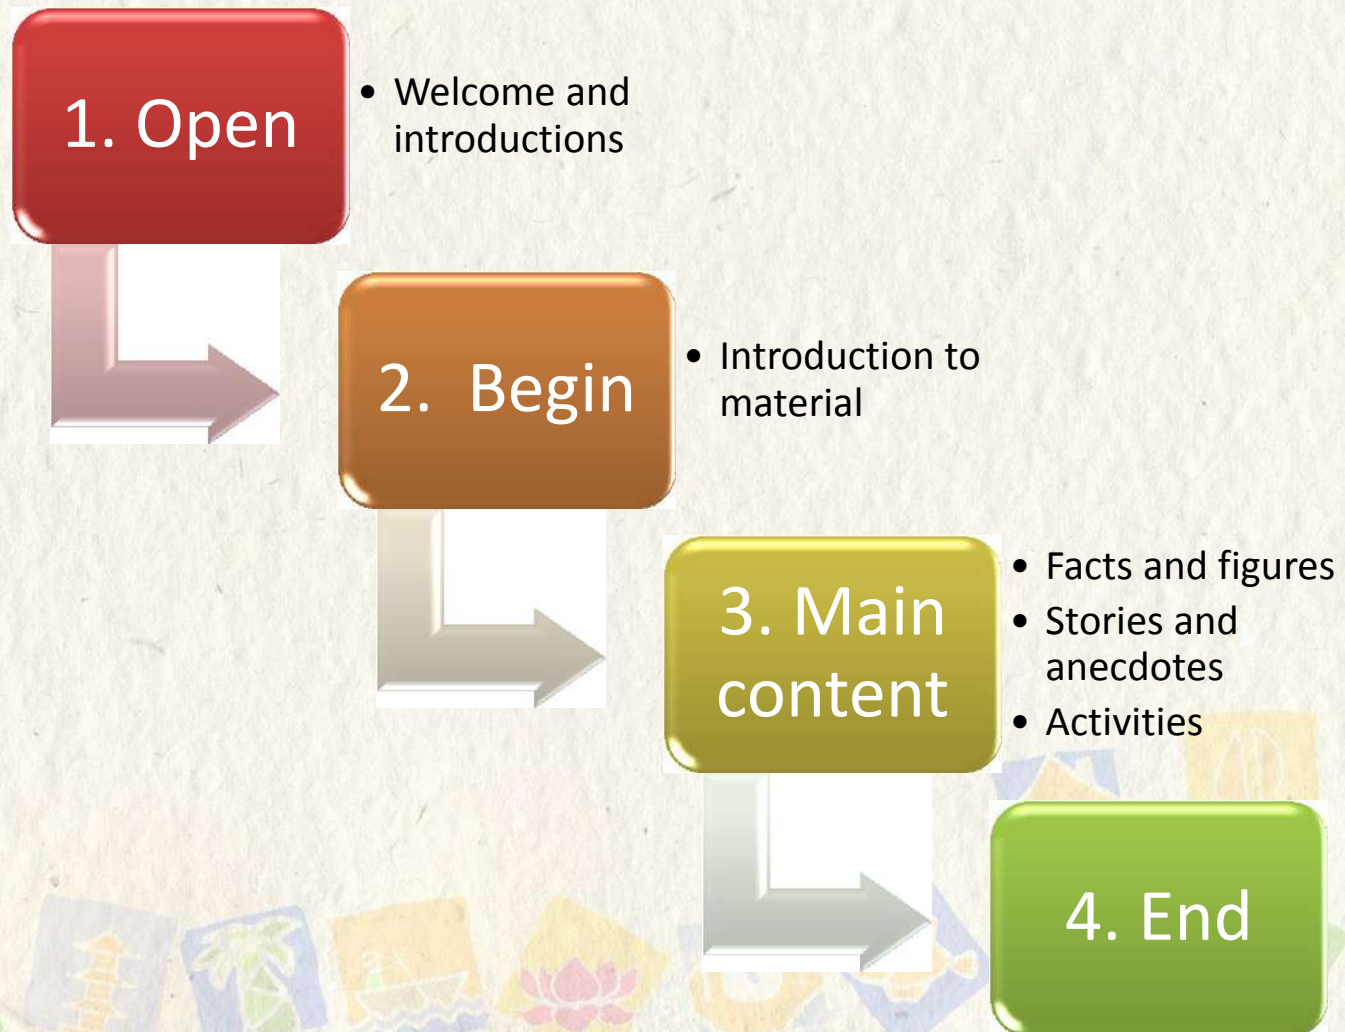 1. Open
• Welcome and
introductions
2. Begin
• Introduction to
material
3. Main
content
• Facts and figures
• Stories and
anecdotes
• Activities
4. End